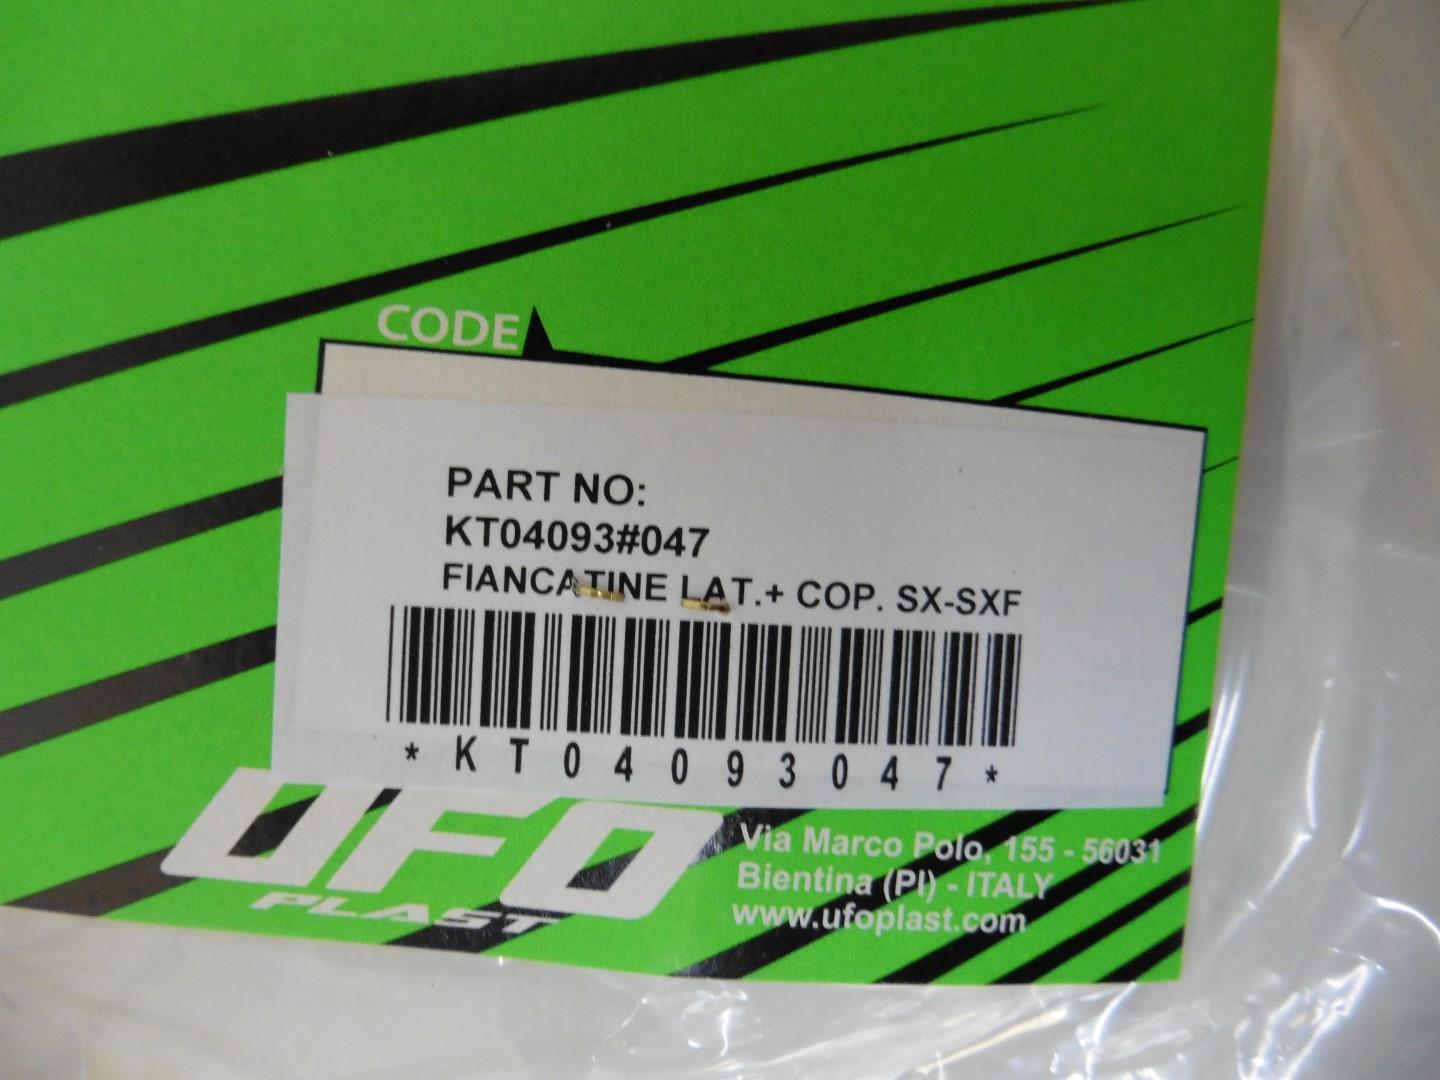 CODE
PART NO:
KT04093#047
FIANCATINE LAT.+ COP. SX-SXF
* K T 0 4 0 9 3 0 4 7 *
UFO
PLAST
Via Marco Polo, 155 - 56031
Bientina (PI) - ITALY
www.ufoplast.com